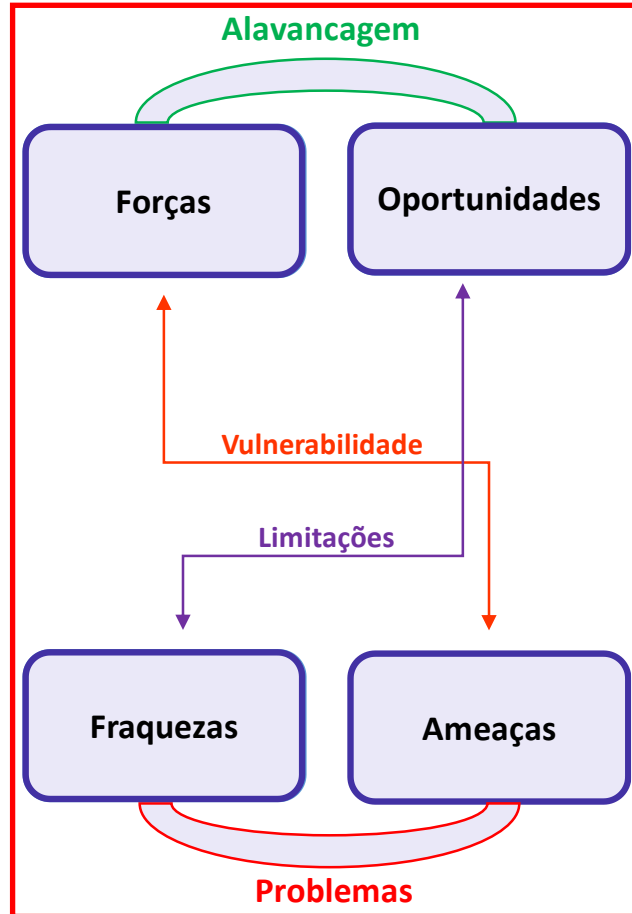 Alavancagem
Forças
Oportunidades
Vulnerabilidade
Limitações
Fraquezas
Ameaças
Problemas